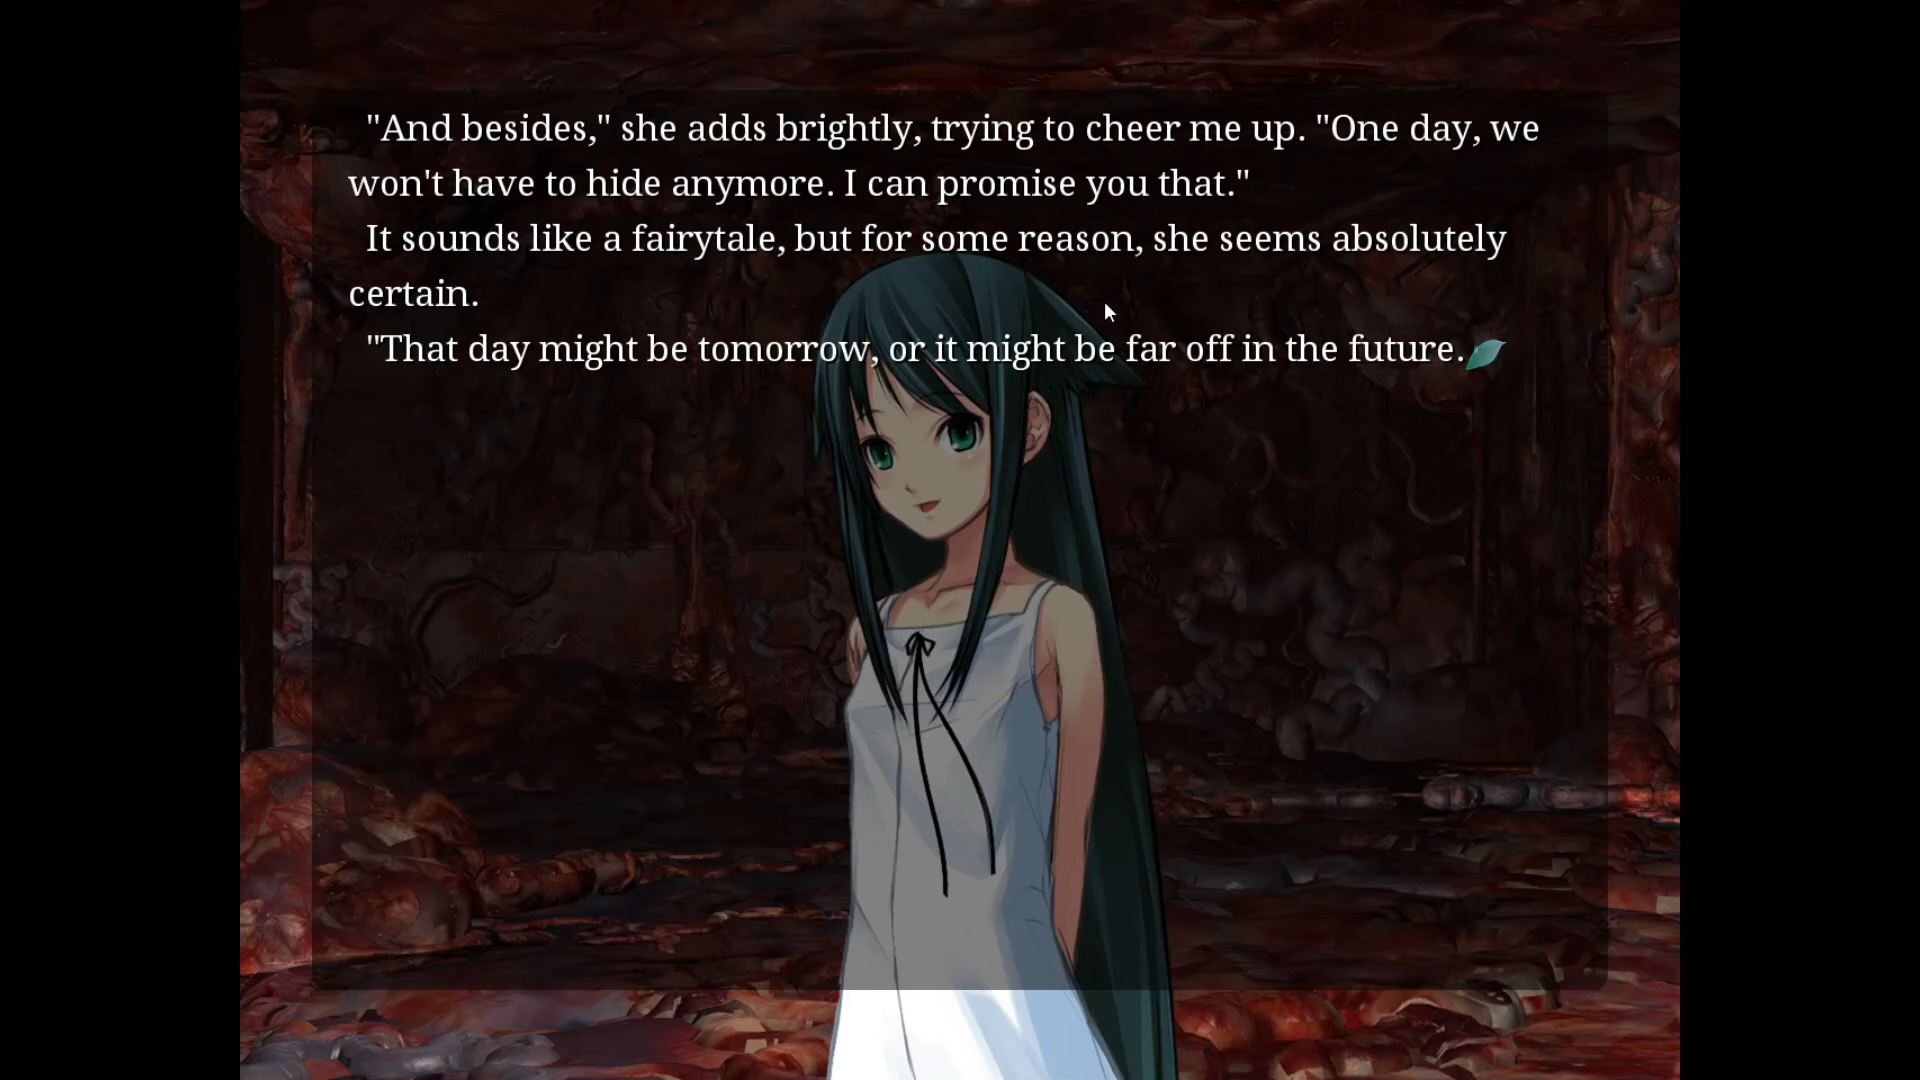 "And besides," she adds brightly, trying to cheer me up. "One day, we
won't have to hide anymore. I can promise you that."
It sounds like a fairytale, but for some reason, she seems absolutely
certain.
"That day might be tomorrow, or it might be far off in the future.